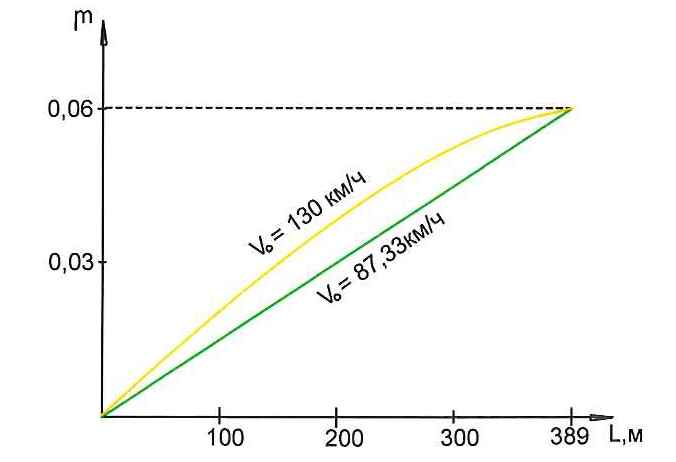 m
0,06
V₀ = 130 км/ч
0,03
V₀ = 87,33км/ч
100
200
300
389
L,м